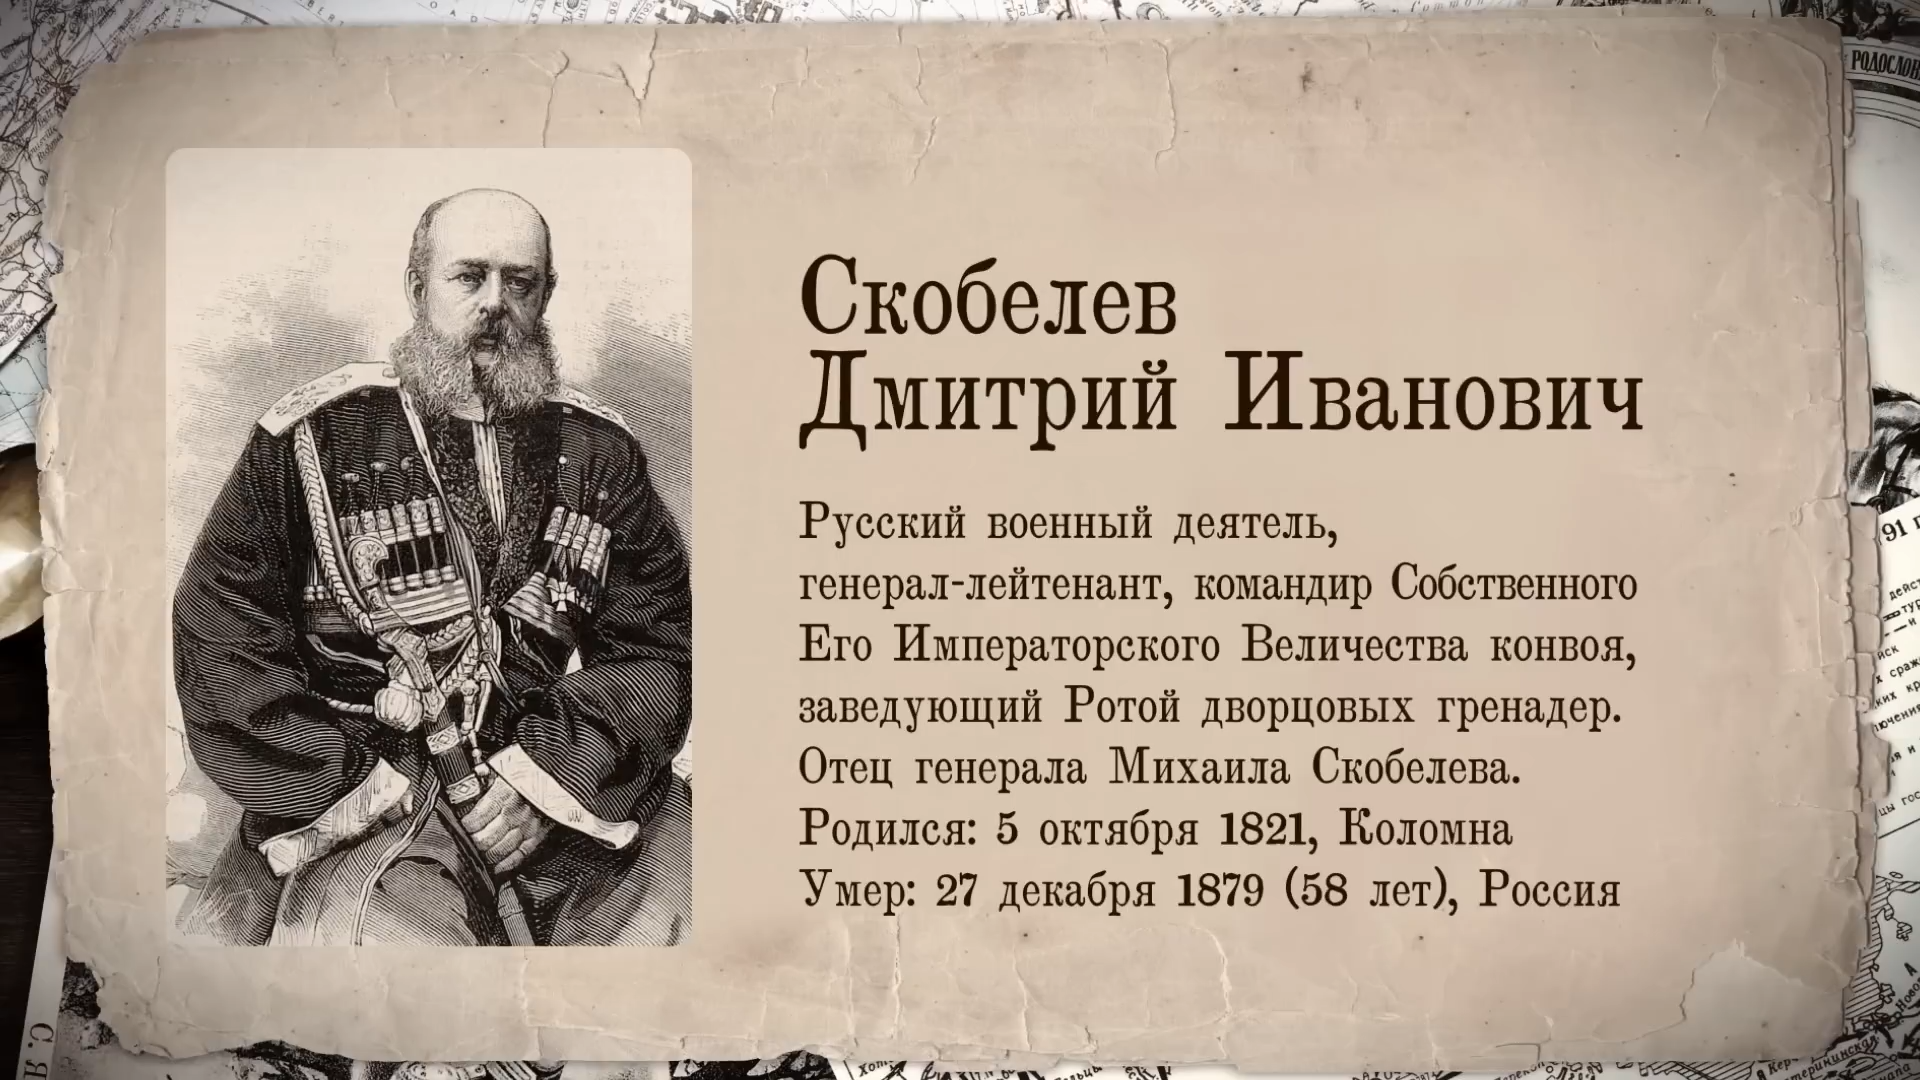 Скобелев
Дмитрий Иванович
Русский военный деятель,
генерал-лейтенант, командир Собственного
Его Императорского Величества конвоя,
заведующий Ротой дворцовых гренадер.
Отец генерала Михаила Скобелева.
Родился: 5 октября 1821, Коломна
Умер: 27 декабря 1879 (58 лет), Россия